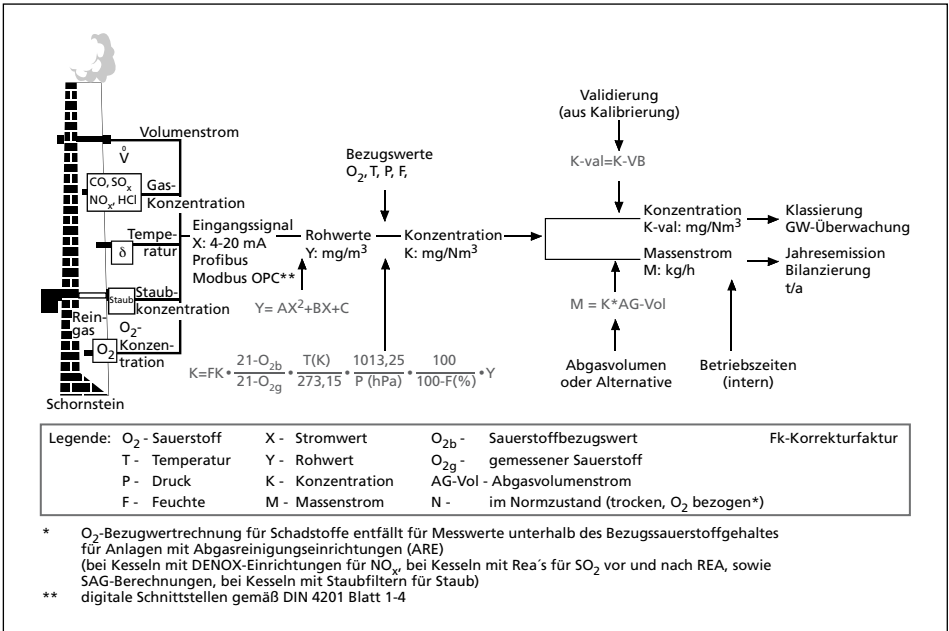 Volumenstrom
V̊
CO, SOx
NOx, HCl
Gas-
Konzentration
Tempe-
ratur
δ
Staub
Staub-
konzentration
Rein-
gas
O2-
Konzen-
tration
O2
Schornstein
Eingangssignal
X: 4-20 mA
Profibus
Modbus OPC**
Rohwerte
Y: mg/m³
Y= AX²+BX+C
Bezugswerte
O2, T, P, F,
Konzentration
K: mg/Nm³
K=FK • 21-O2b/21-O2g • T(K)/273,15 • 1013,25/P (hPa) • 100/100-F(%) • Y
Validierung
(aus Kalibrierung)
K-val=K-VB
Konzentration
K-val: mg/Nm³
Klassierung
GW-Überwachung
Massenstrom
M: kg/h
Jahresemission
Bilanzierung
t/a
M = K*AG-Vol
Abgasvolumen
oder Alternative
Betriebszeiten
(intern)
Legende: O2 - Sauerstoff X - Stromwert O2b - Sauerstoffbezugswert Fk-Korrekturfaktur
T - Temperatur Y - Rohwert O2g - gemessener Sauerstoff
P - Druck K - Konzentration AG-Vol - Abgasvolumenstrom
F - Feuchte M - Massenstrom N - im Normzustand (trocken, O2 bezogen*)
* O2-Bezugwertrechnung für Schadstoffe entfällt für Messwerte unterhalb des Bezugssauerstoffgehaltes
für Anlagen mit Abgasreinigungseinrichtungen (ARE)
(bei Kesseln mit DENOX-Einrichtungen für NOx, bei Kesseln mit Rea´s für SO2 vor und nach REA, sowie
SAG-Berechnungen, bei Kesseln mit Staubfiltern für Staub)
** digitale Schnittstellen gemäß DIN 4201 Blatt 1-4